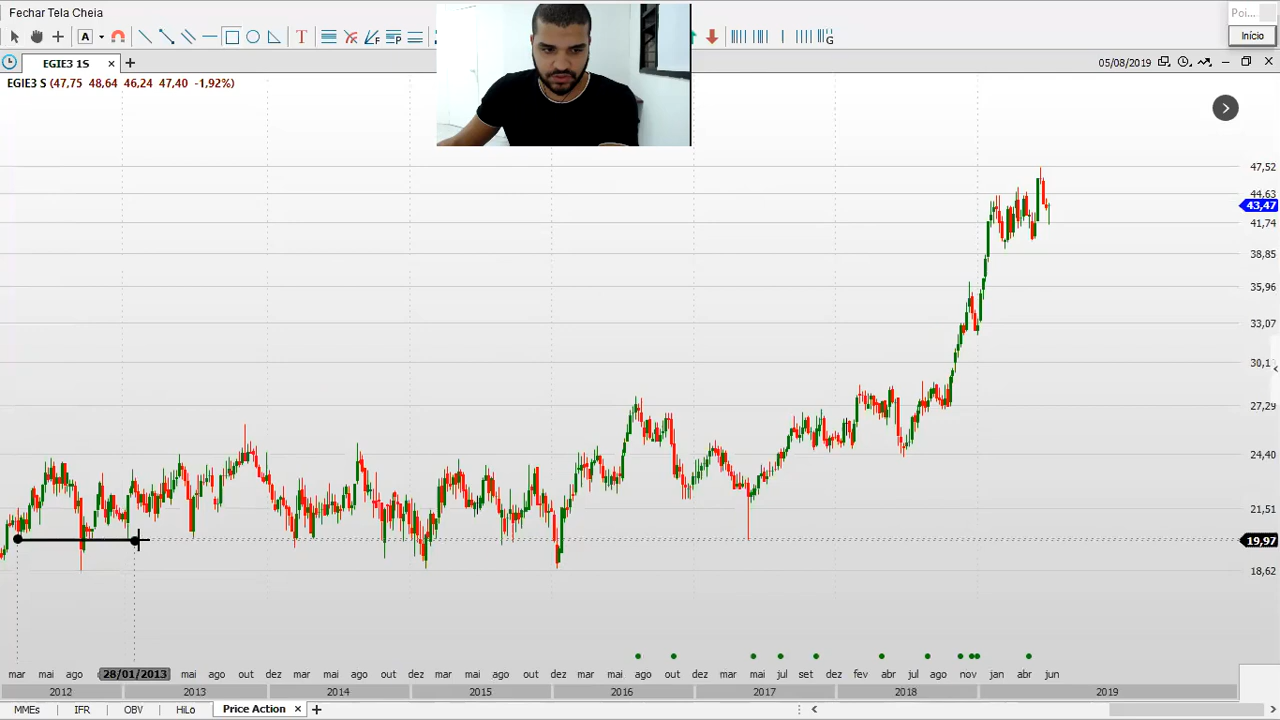 Fechar Tela Cheia
Poi...
Início
A
T
F
P
G
EGIE3 1S
05/08/2019
EGIE3 S (47,75 48,64 46,24 47,40 -1,92%)
47,52
44,63
43,47
41,74
38,85
35,96
33,07
30,1
27,29
24,40
21,51
19,97
18,62
mar mai ago 28/01/2013 mai jul out dez mar mai ago out dez mar jul out dez mar mai ago out dez mar mai jul set dez fev abr jul ago nov jan abr jun
2012 2013 2014 2015 2016 2017 2018 2019
MMEs IFR OBV HiLo Price Action